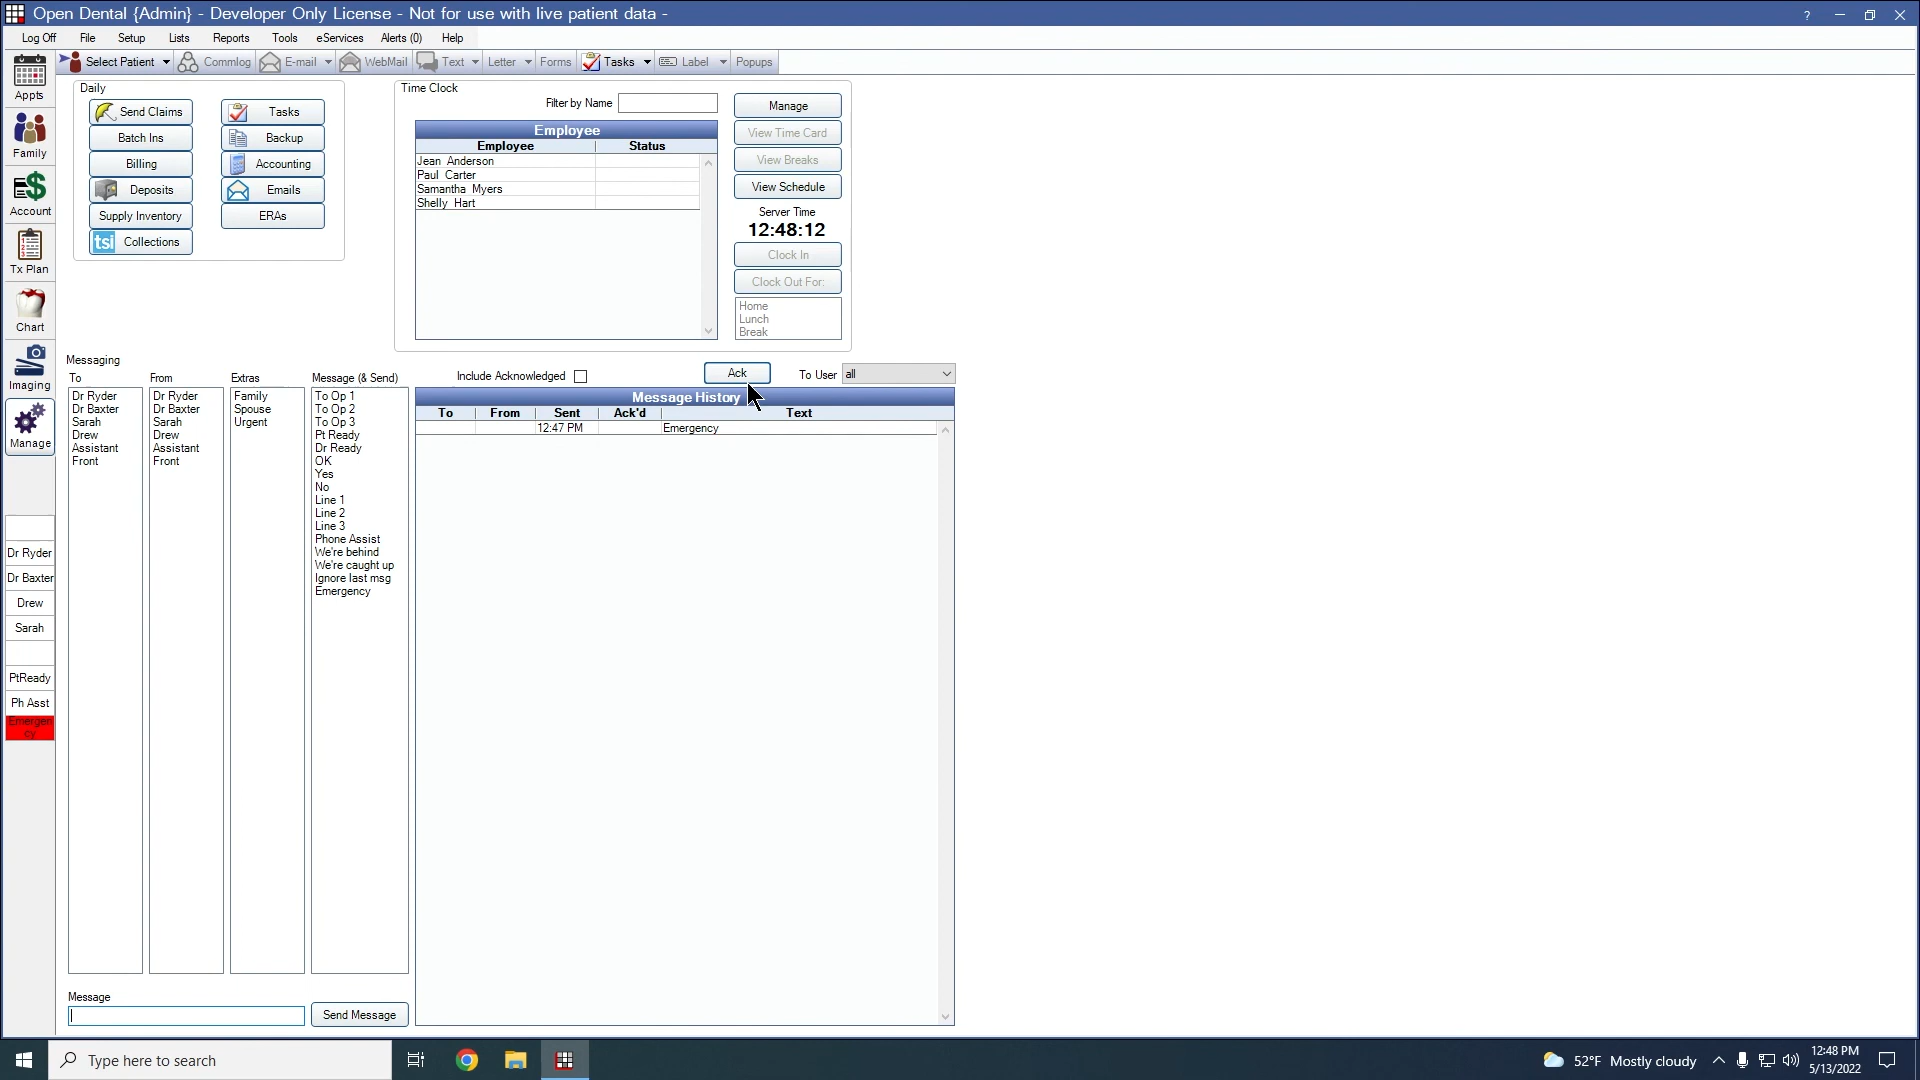 Open Dental {Admin} - Developer Only License - Not for use with live patient data -
?
Log Off File Setup Lists Reports Tools eServices Alerts (0) Help
Select Patient Commlog E-mail WebMail Text Letter Forms Tasks Label Popups
Appts
Family
Account
Tx Plan
Chart
Imaging
Manage
Dr Ryder
Dr Baxter
Drew
Sarah
PtReady
Ph Asst
Emergen
cy
Daily
Send Claims
Batch Ins
Billing
Deposits
Supply Inventory
tsi Collections
Tasks
Backup
Accounting
Emails
ERAs
Time Clock
Filter by Name
Employee
Employee Status
Jean Anderson
Paul Carter
Samantha Myers
Shelly Hart
Manage
View Time Card
View Breaks
View Schedule
Server Time
12:48:12
Clock In
Clock Out For:
Home
Lunch
Break
Messaging
To
Dr Ryder
Dr Baxter
Sarah
Drew
Assistant
Front
From
Dr Ryder
Dr Baxter
Sarah
Drew
Assistant
Front
Extras
Family
Spouse
Urgent
Message (& Send)
To Op 1
To Op 2
To Op 3
Pt Ready
Dr Ready
OK
Yes
No
Line 1
Line 2
Line 3
Phone Assist
We're behind
We're caught up
Ignore last msg
Emergency
Include Acknowledged
Ack
To User all
Message History
To From Sent Ack'd Text
12:47 PM Emergency
Message
Send Message
Type here to search
52°F Mostly cloudy
12:48 PM
5/13/2022